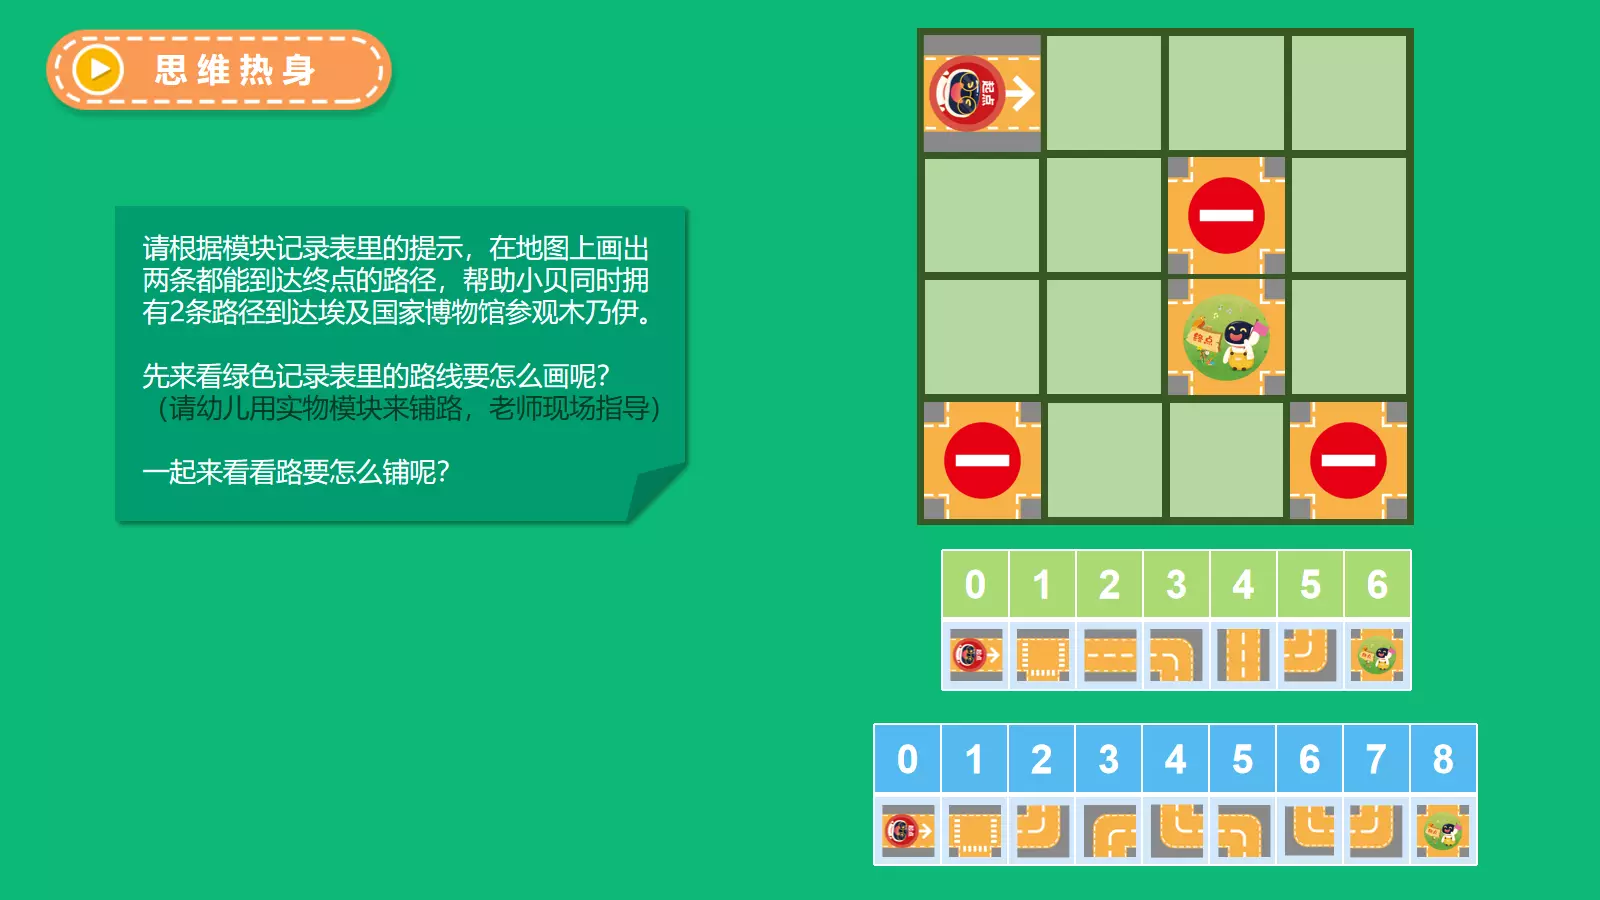 思维热身
请根据模块记录表里的提示，在地图上画出
两条都能到达终点的路径，帮助小贝同时拥
有2条路径到达埃及国家博物馆参观木乃伊。
先来看绿色记录表里的路线要怎么画呢？
（请幼儿用实物模块来铺路，老师现场指导）
一起来看看路要怎么铺呢？
起点
终点
0 1 2 3 4 5 6
0 1 2 3 4 5 6 7 8